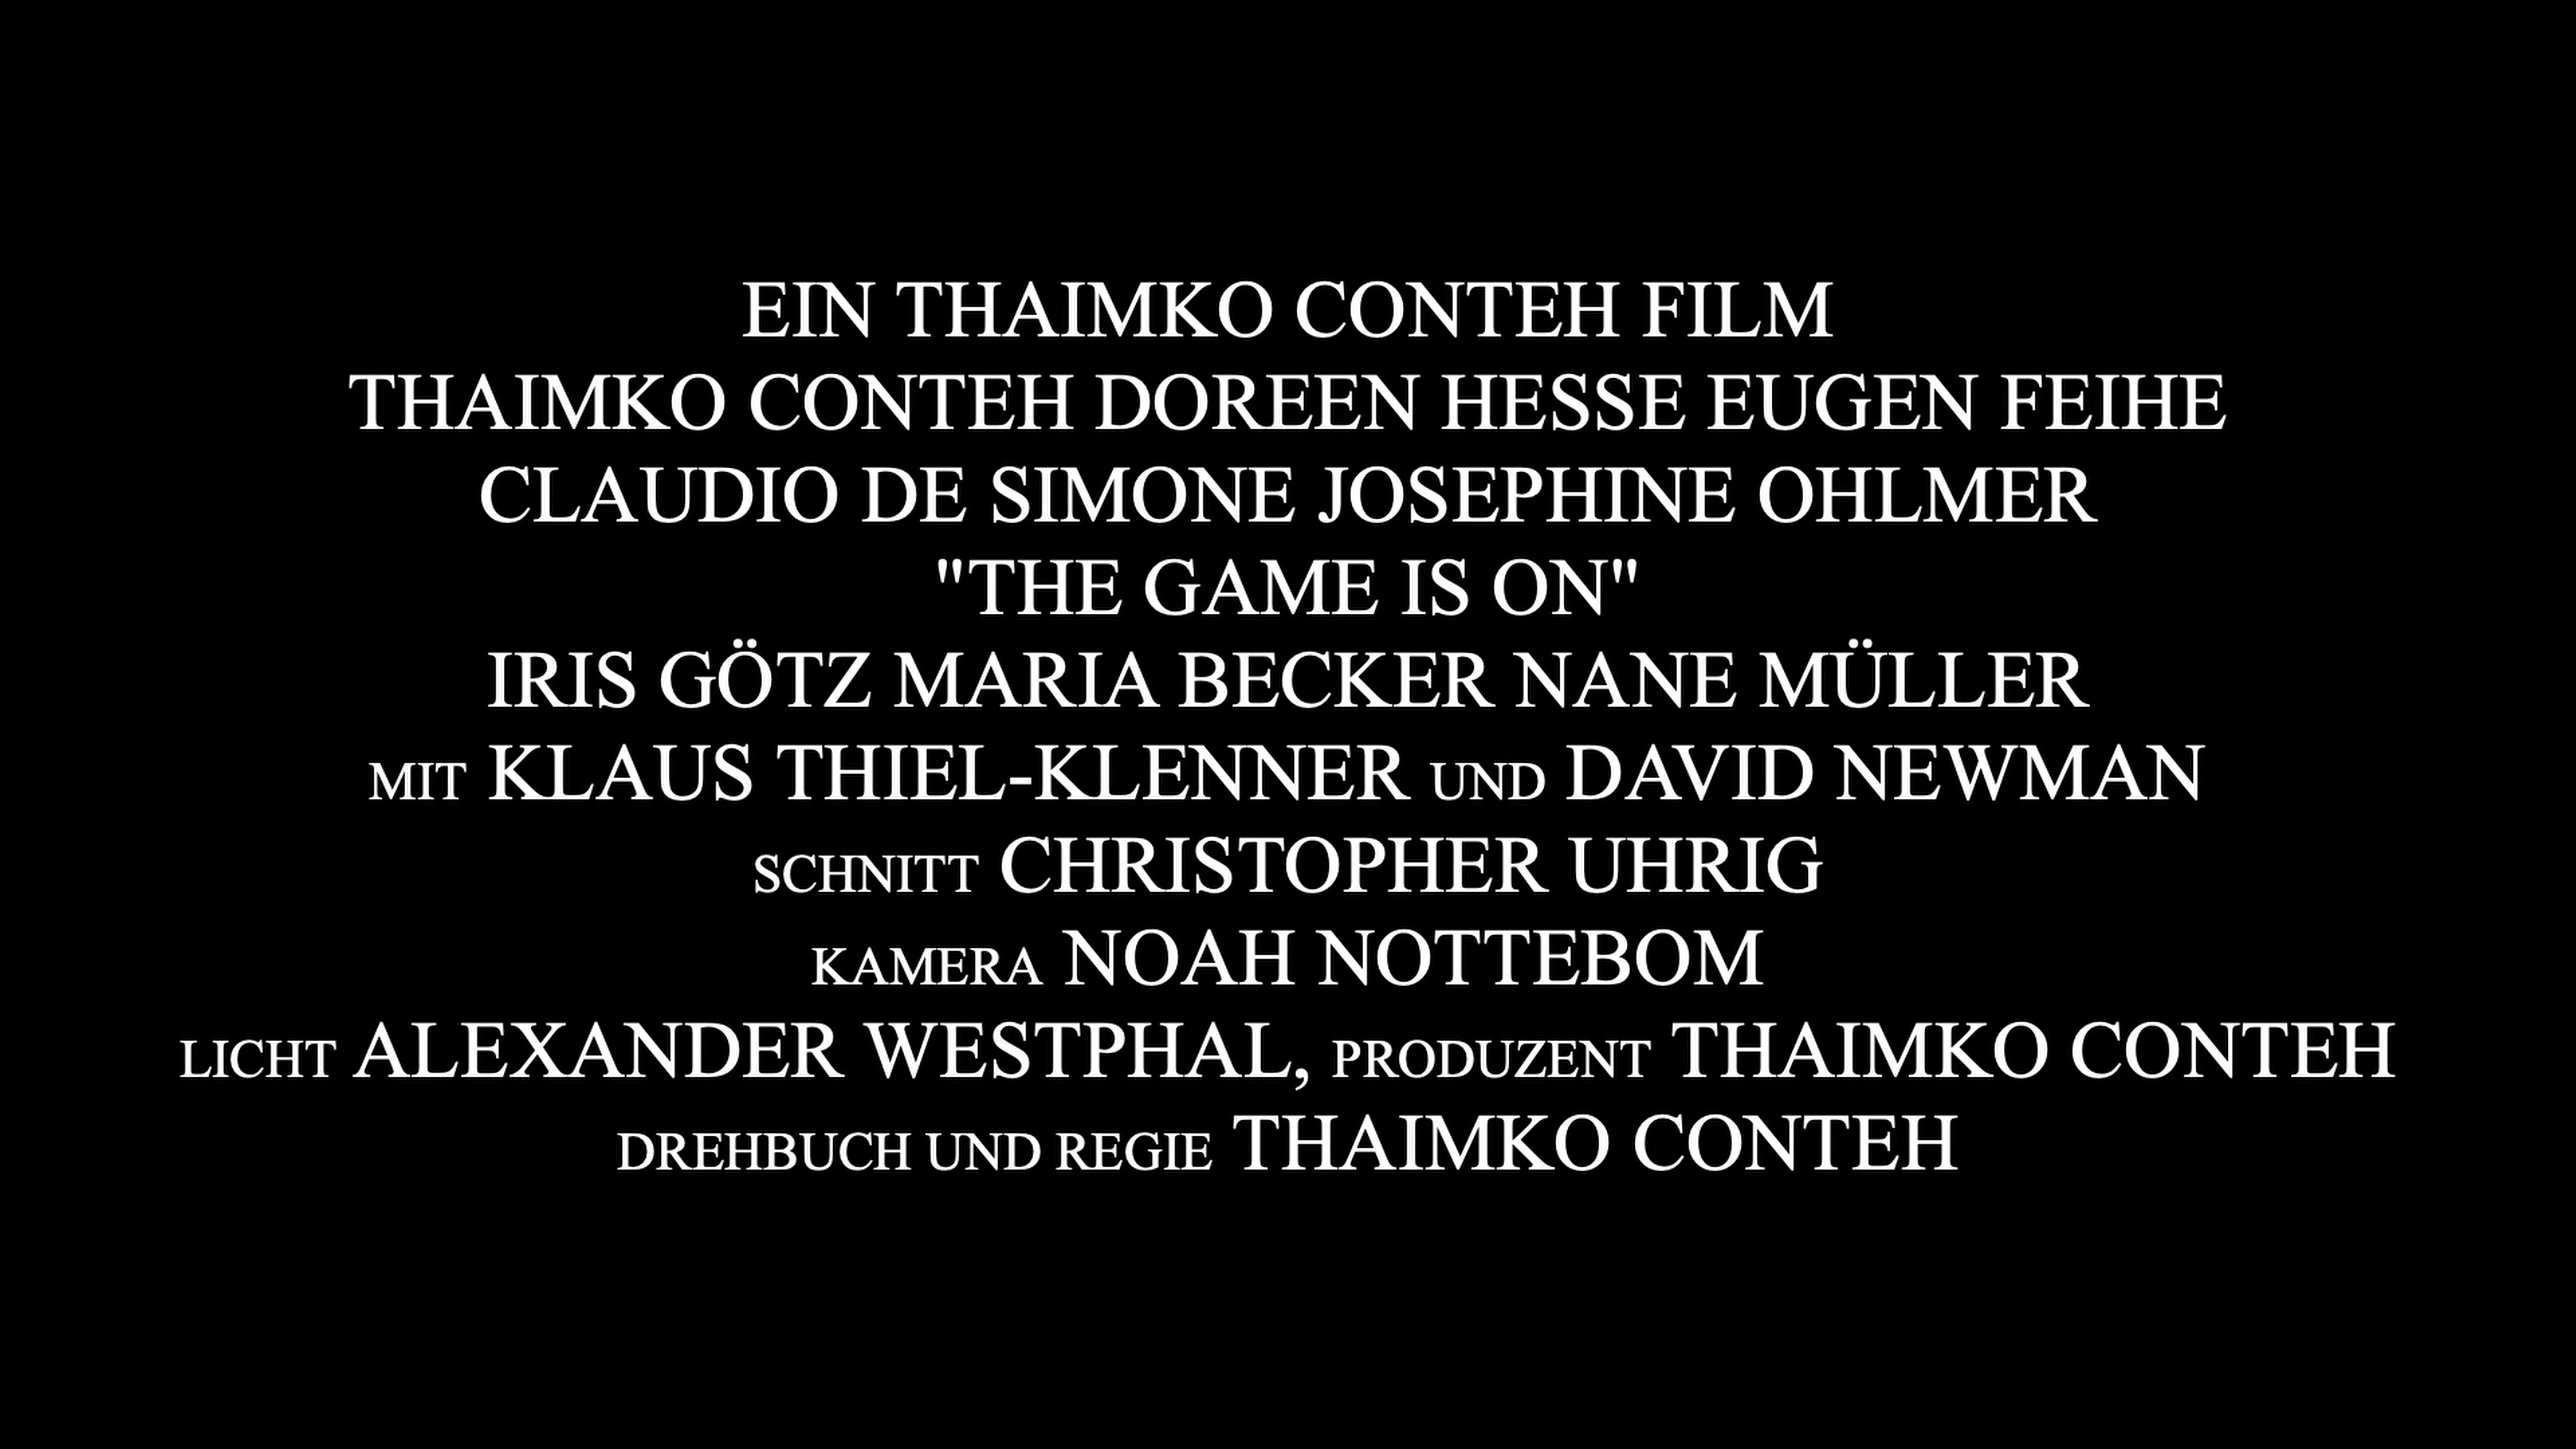 EIN THAIMKO CONTEH FILM
THAIMKO CONTEH DOREEN HESSE EUGEN FEIHE
CLAUDIO DE SIMONE JOSEPHINE OHLMER
"THE GAME IS ON"
IRIS GÖTZ MARIA BECKER NANE MÜLLER
MIT KLAUS THIEL-KLENNER UND DAVID NEWMAN
SCHNITT CHRISTOPHER UHRIG
KAMERA NOAH NOTTEBOM
LICHT ALEXANDER WESTPHAL, PRODUZENT THAIMKO CONTEH
DREHBUCH UND REGIE THAIMKO CONTEH